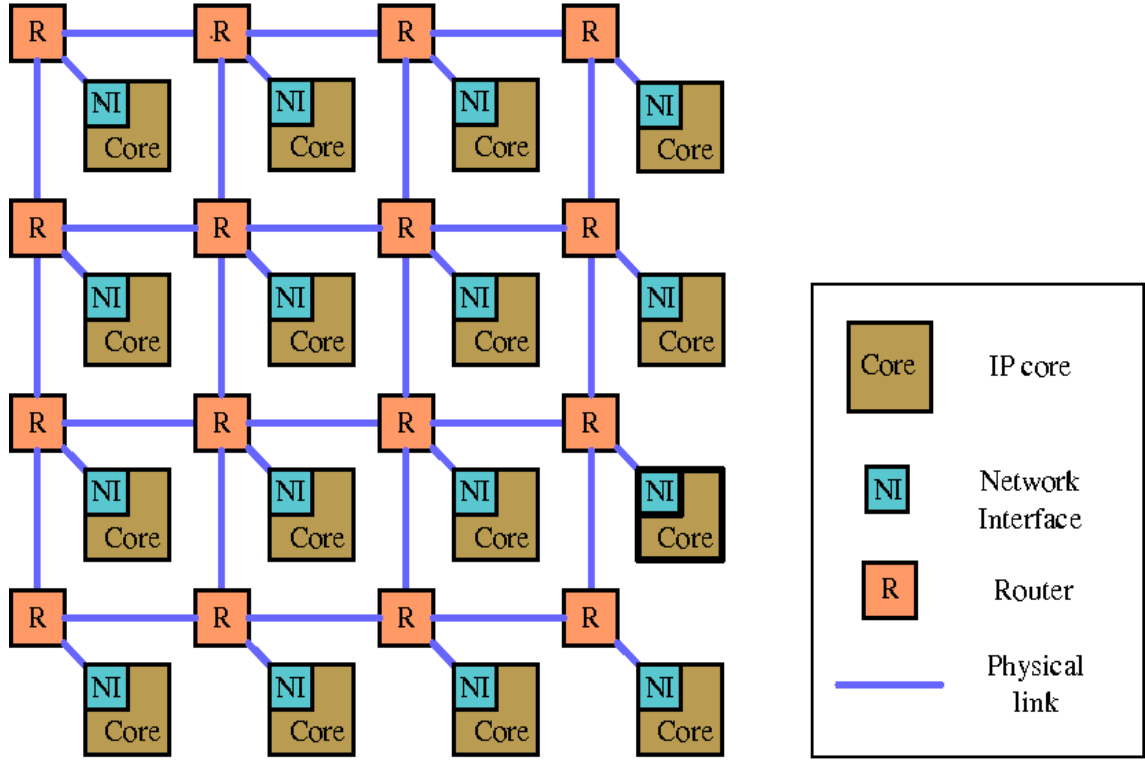 R R R R
NI NI NI NI
Core Core Core Core
R R R R
NI NI NI NI
Core Core Core Core
R R R R
NI NI NI NI
Core Core Core Core
R R R R
NI NI NI NI
Core Core Core Core
Core IP core
NI Network
Interface
R Router
Physical
link